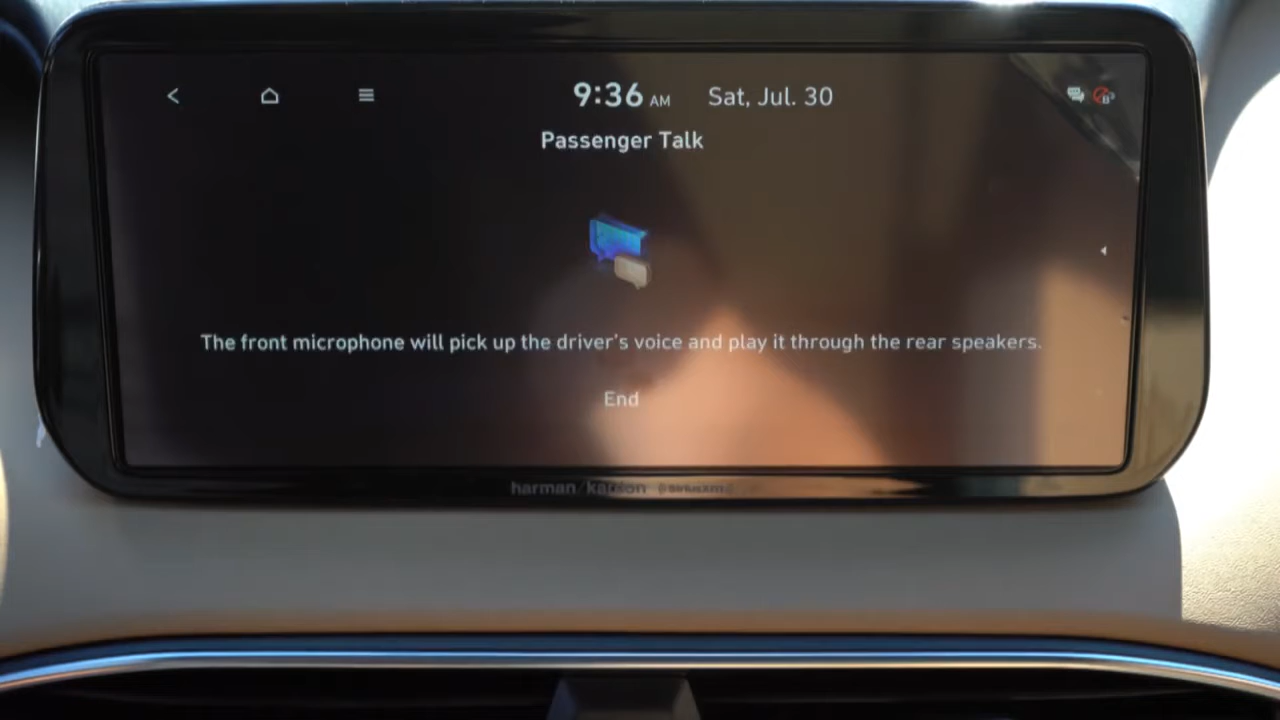 9:36 AM Sat, Jul. 30
Passenger Talk
The front microphone will pick up the driver's voice and play it through the rear speakers.
End
harman/kardon (SiriusXM)